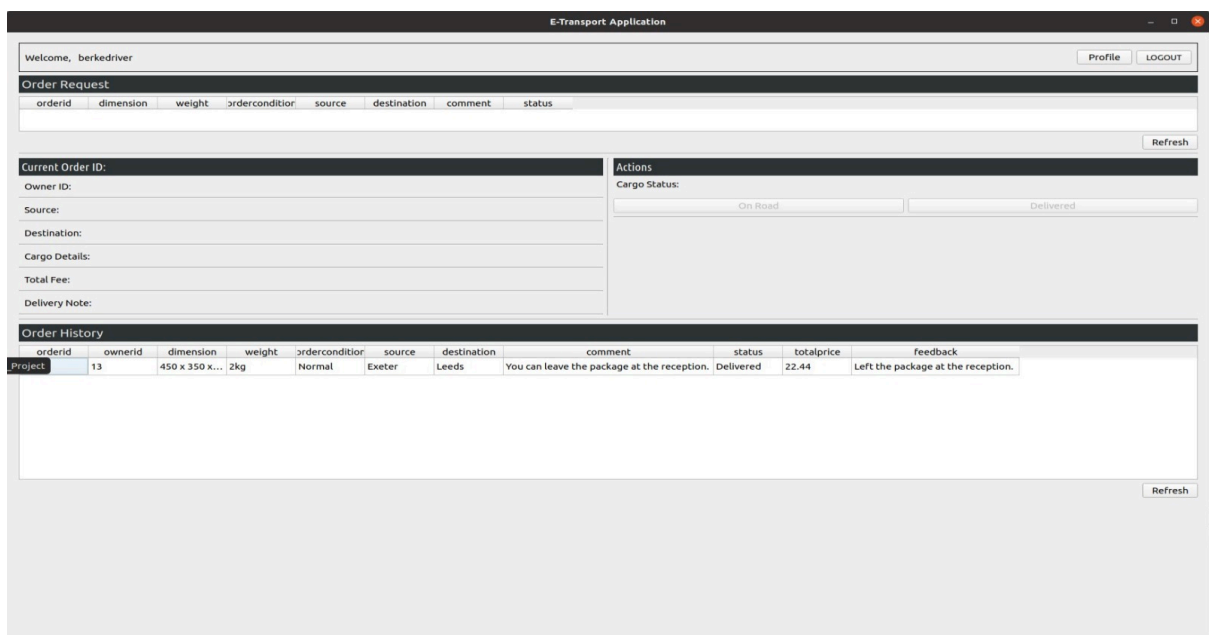 E-Transport Application
Welcome, berkedriver Profile LOGOUT
Order Request
orderid dimension weight ordercondition source destination comment status
Refresh
Current Order ID: Actions
Owner ID: Cargo Status:
Source: On Road Delivered
Destination:
Cargo Details:
Total Fee:
Delivery Note:
Order History
orderid ownerid dimension weight ordercondition source destination comment status totalprice feedback
_Project 13 450 x 350 x... 2kg Normal Exeter Leeds You can leave the package at the reception. Delivered 22.44 Left the package at the reception.
Refresh